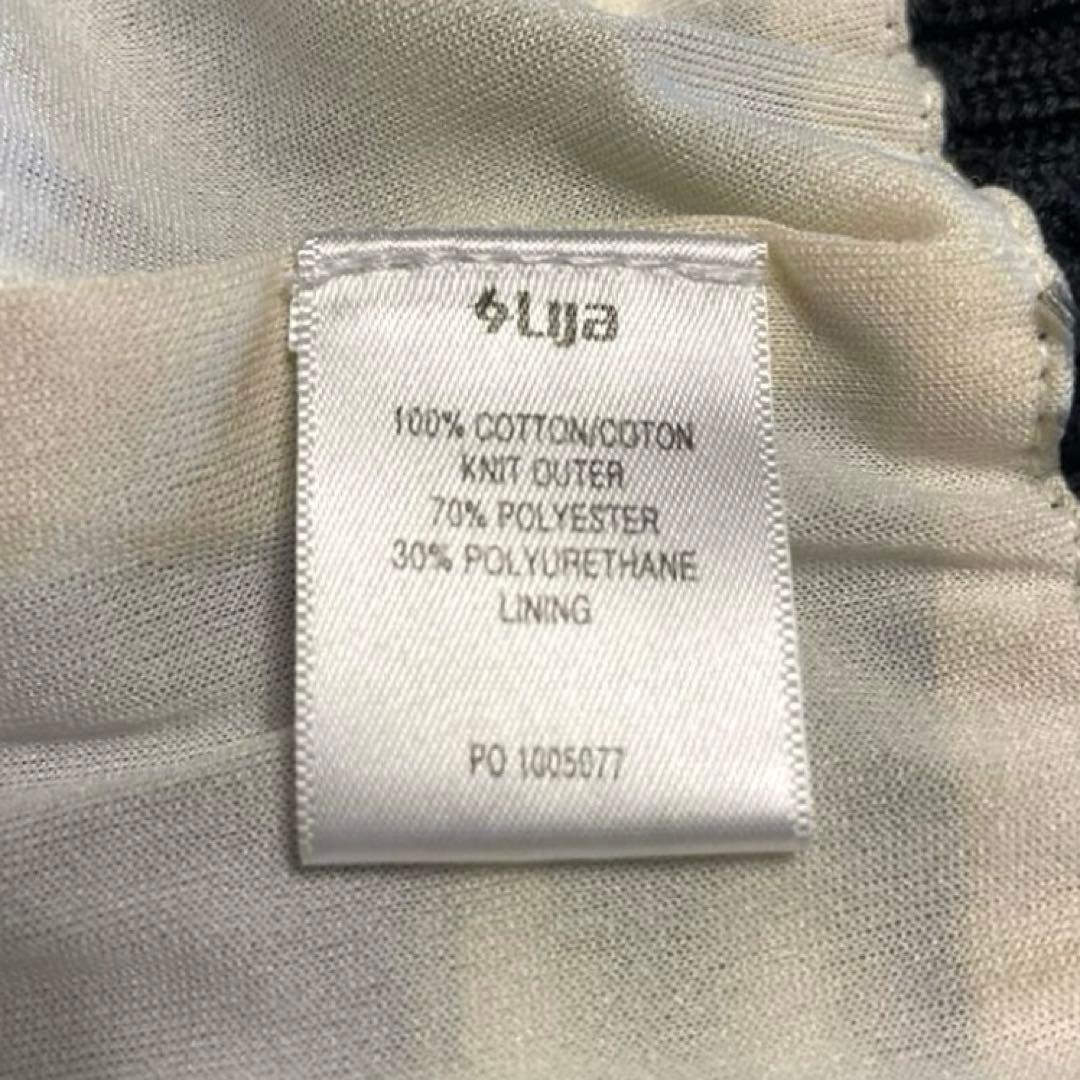 Lija
100% COTTON/COTON
KNIT OUTER
70% POLYESTER
30% POLYURETHANE
LINING
PO 1005077